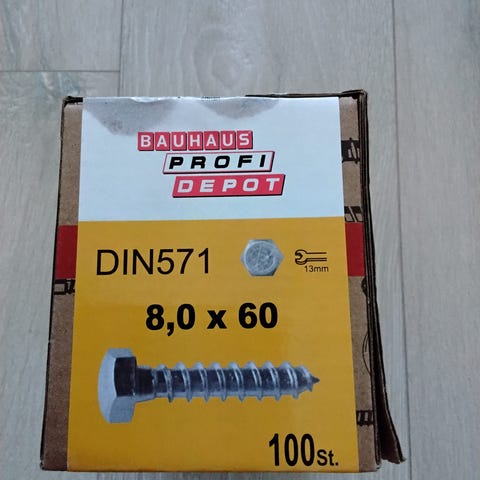 BAUHAUS
PROFI
DEPOT
DIN571
13mm
8,0 x 60
100St.